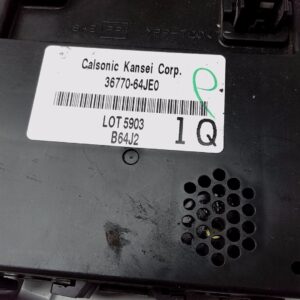 Calsonic Kansei Corp.
36770-64JE0
LOT 5903
B64J2
1Q